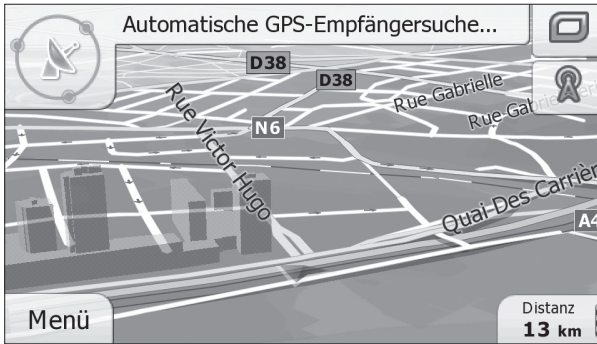 Automatische GPS-Empfängersuche...
D38
D38
Rue Gabrielle
Rue Victor Hugo
N6
Quai Des Carrièr
A4
Menü
Distanz
13 km